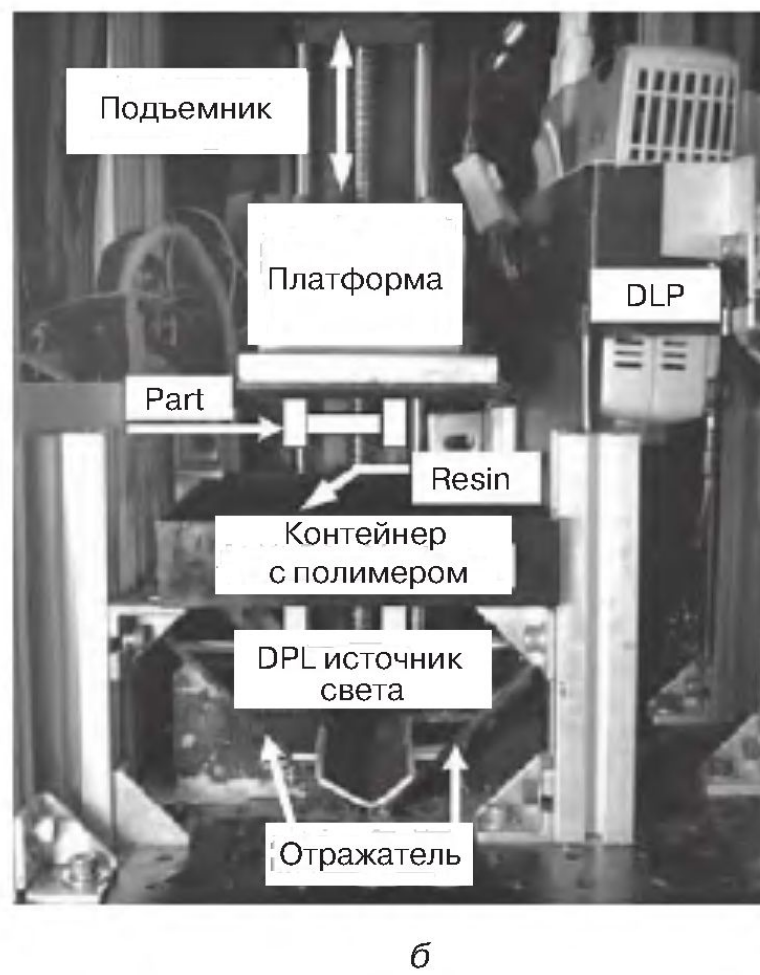 Подъемник
Платформа
DLP
Part
Resin
Контейнер
с полимером
DPL источник
света
Отражатель
б